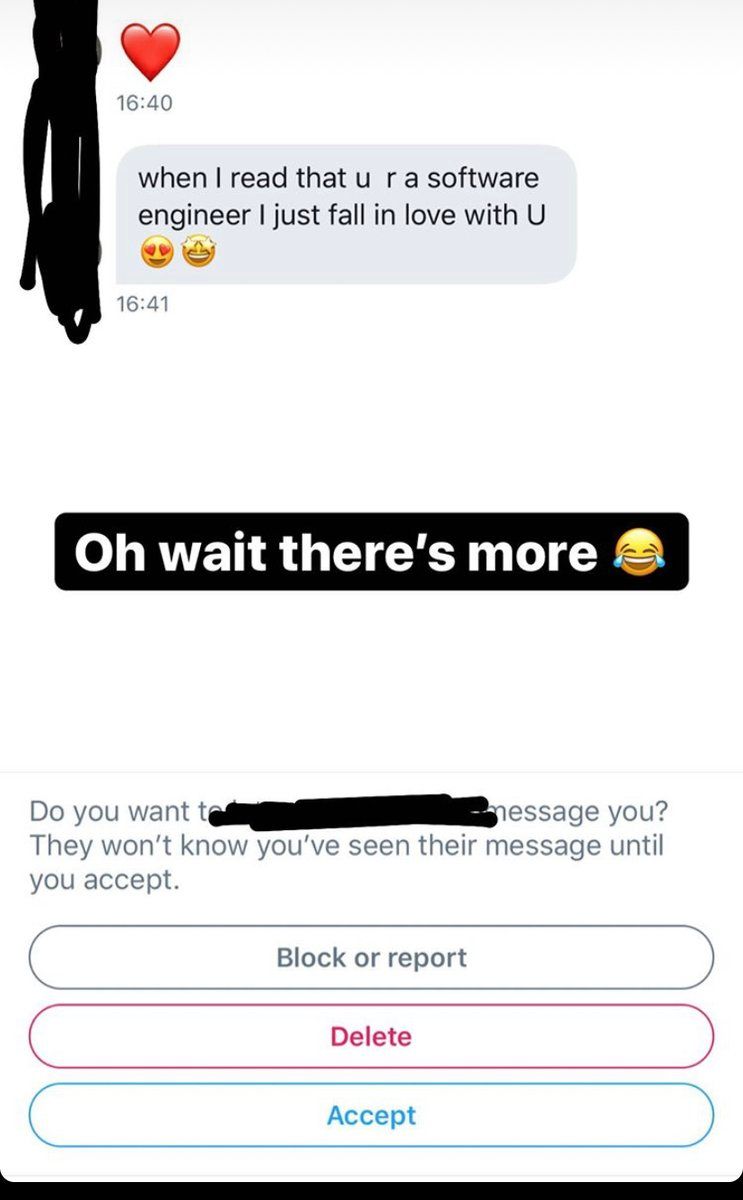 ❤️
16:40
when I read that u  r a software
engineer I just fall in love with U
😍 🤩
16:41
Oh wait there’s more 😂
Do you want message you?
They won’t know you’ve seen their message until
you accept.
Block or report
Delete
Accept